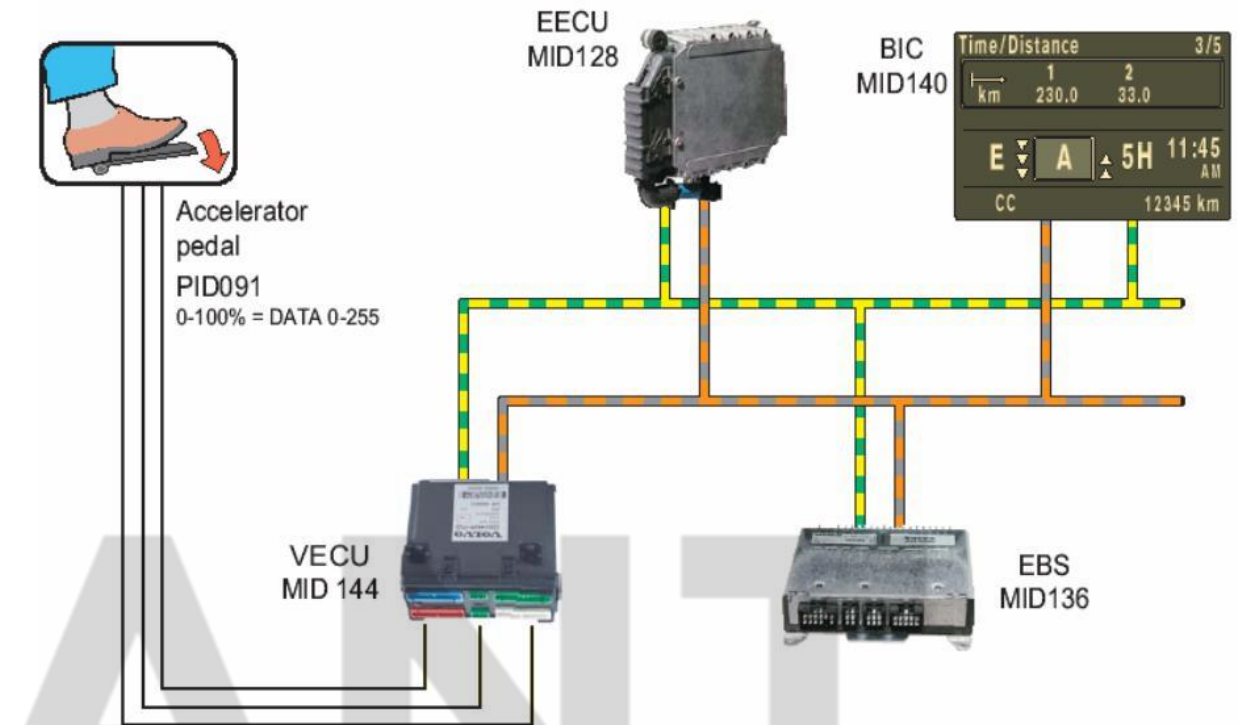 EECU
MID128
BIC
MID140
Time/Distance 3/5
1 2
km 230.0 33.0
E A 5H 11:45
AM
CC 12345 km
Accelerator
pedal
PID091
0-100% = DATA 0-255
VECU
MID 144
VOLVO
EBS
MID136
ANT